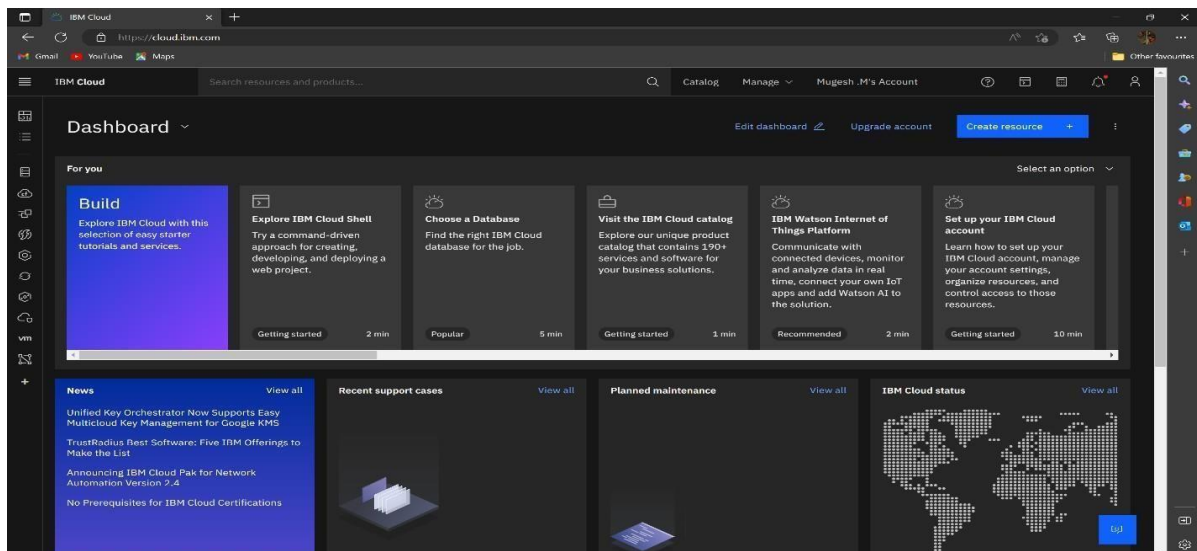 IBM Cloud
https://cloud.ibm.com
Gmail YouTube Maps Other favourites
IBM Cloud Search resources and products... Catalog Manage Mugesh .M's Account
Dashboard Edit dashboard Upgrade account Create resource +
For you Select an option
Build
Explore IBM Cloud with this
selection of easy starter
tutorials and services.
Explore IBM Cloud Shell
Try a command-driven
approach for creating,
developing, and deploying a
web project.
Getting started 2 min
Choose a Database
Find the right IBM Cloud
database for the job.
Popular 5 min
Visit the IBM Cloud catalog
Explore our unique product
catalog that contains 190+
services and software for
your business solutions.
Getting started 1 min
IBM Watson Internet of
Things Platform
Communicate with
connected devices, monitor
and analyze data in real
time, connect your own IoT
apps and add Watson AI to
the solution.
Recommended 2 min
Set up your IBM Cloud
account
Learn how to set up your
IBM Cloud account, manage
your account settings,
organize resources, and
control access to those
resources.
Getting started 10 min
vm
News View all
Unified Key Orchestrator Now Supports Easy
Multicloud Key Management for Google KMS
TrustRadius Best Software: Five IBM Offerings to
Make the List
Announcing IBM Cloud Pak for Network
Automation Version 2.4
No Prerequisites for IBM Cloud Certifications
Recent support cases View all
Planned maintenance View all
IBM Cloud status View all